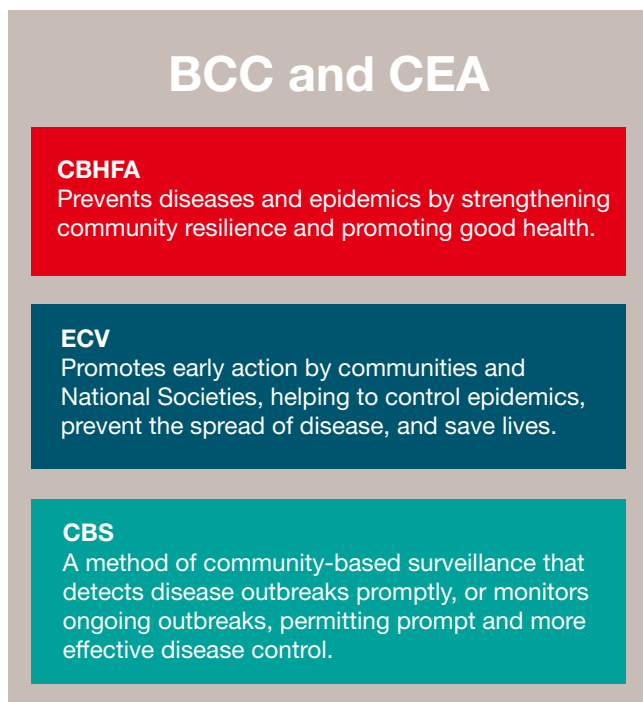 BCC and CEA
CBHFA
Prevents diseases and epidemics by strengthening
community resilience and promoting good health.
ECV
Promotes early action by communities and
National Societies, helping to control epidemics,
prevent the spread of disease, and save lives.
CBS
A method of community-based surveillance that
detects disease outbreaks promptly, or monitors
ongoing outbreaks, permitting prompt and more
effective disease control.